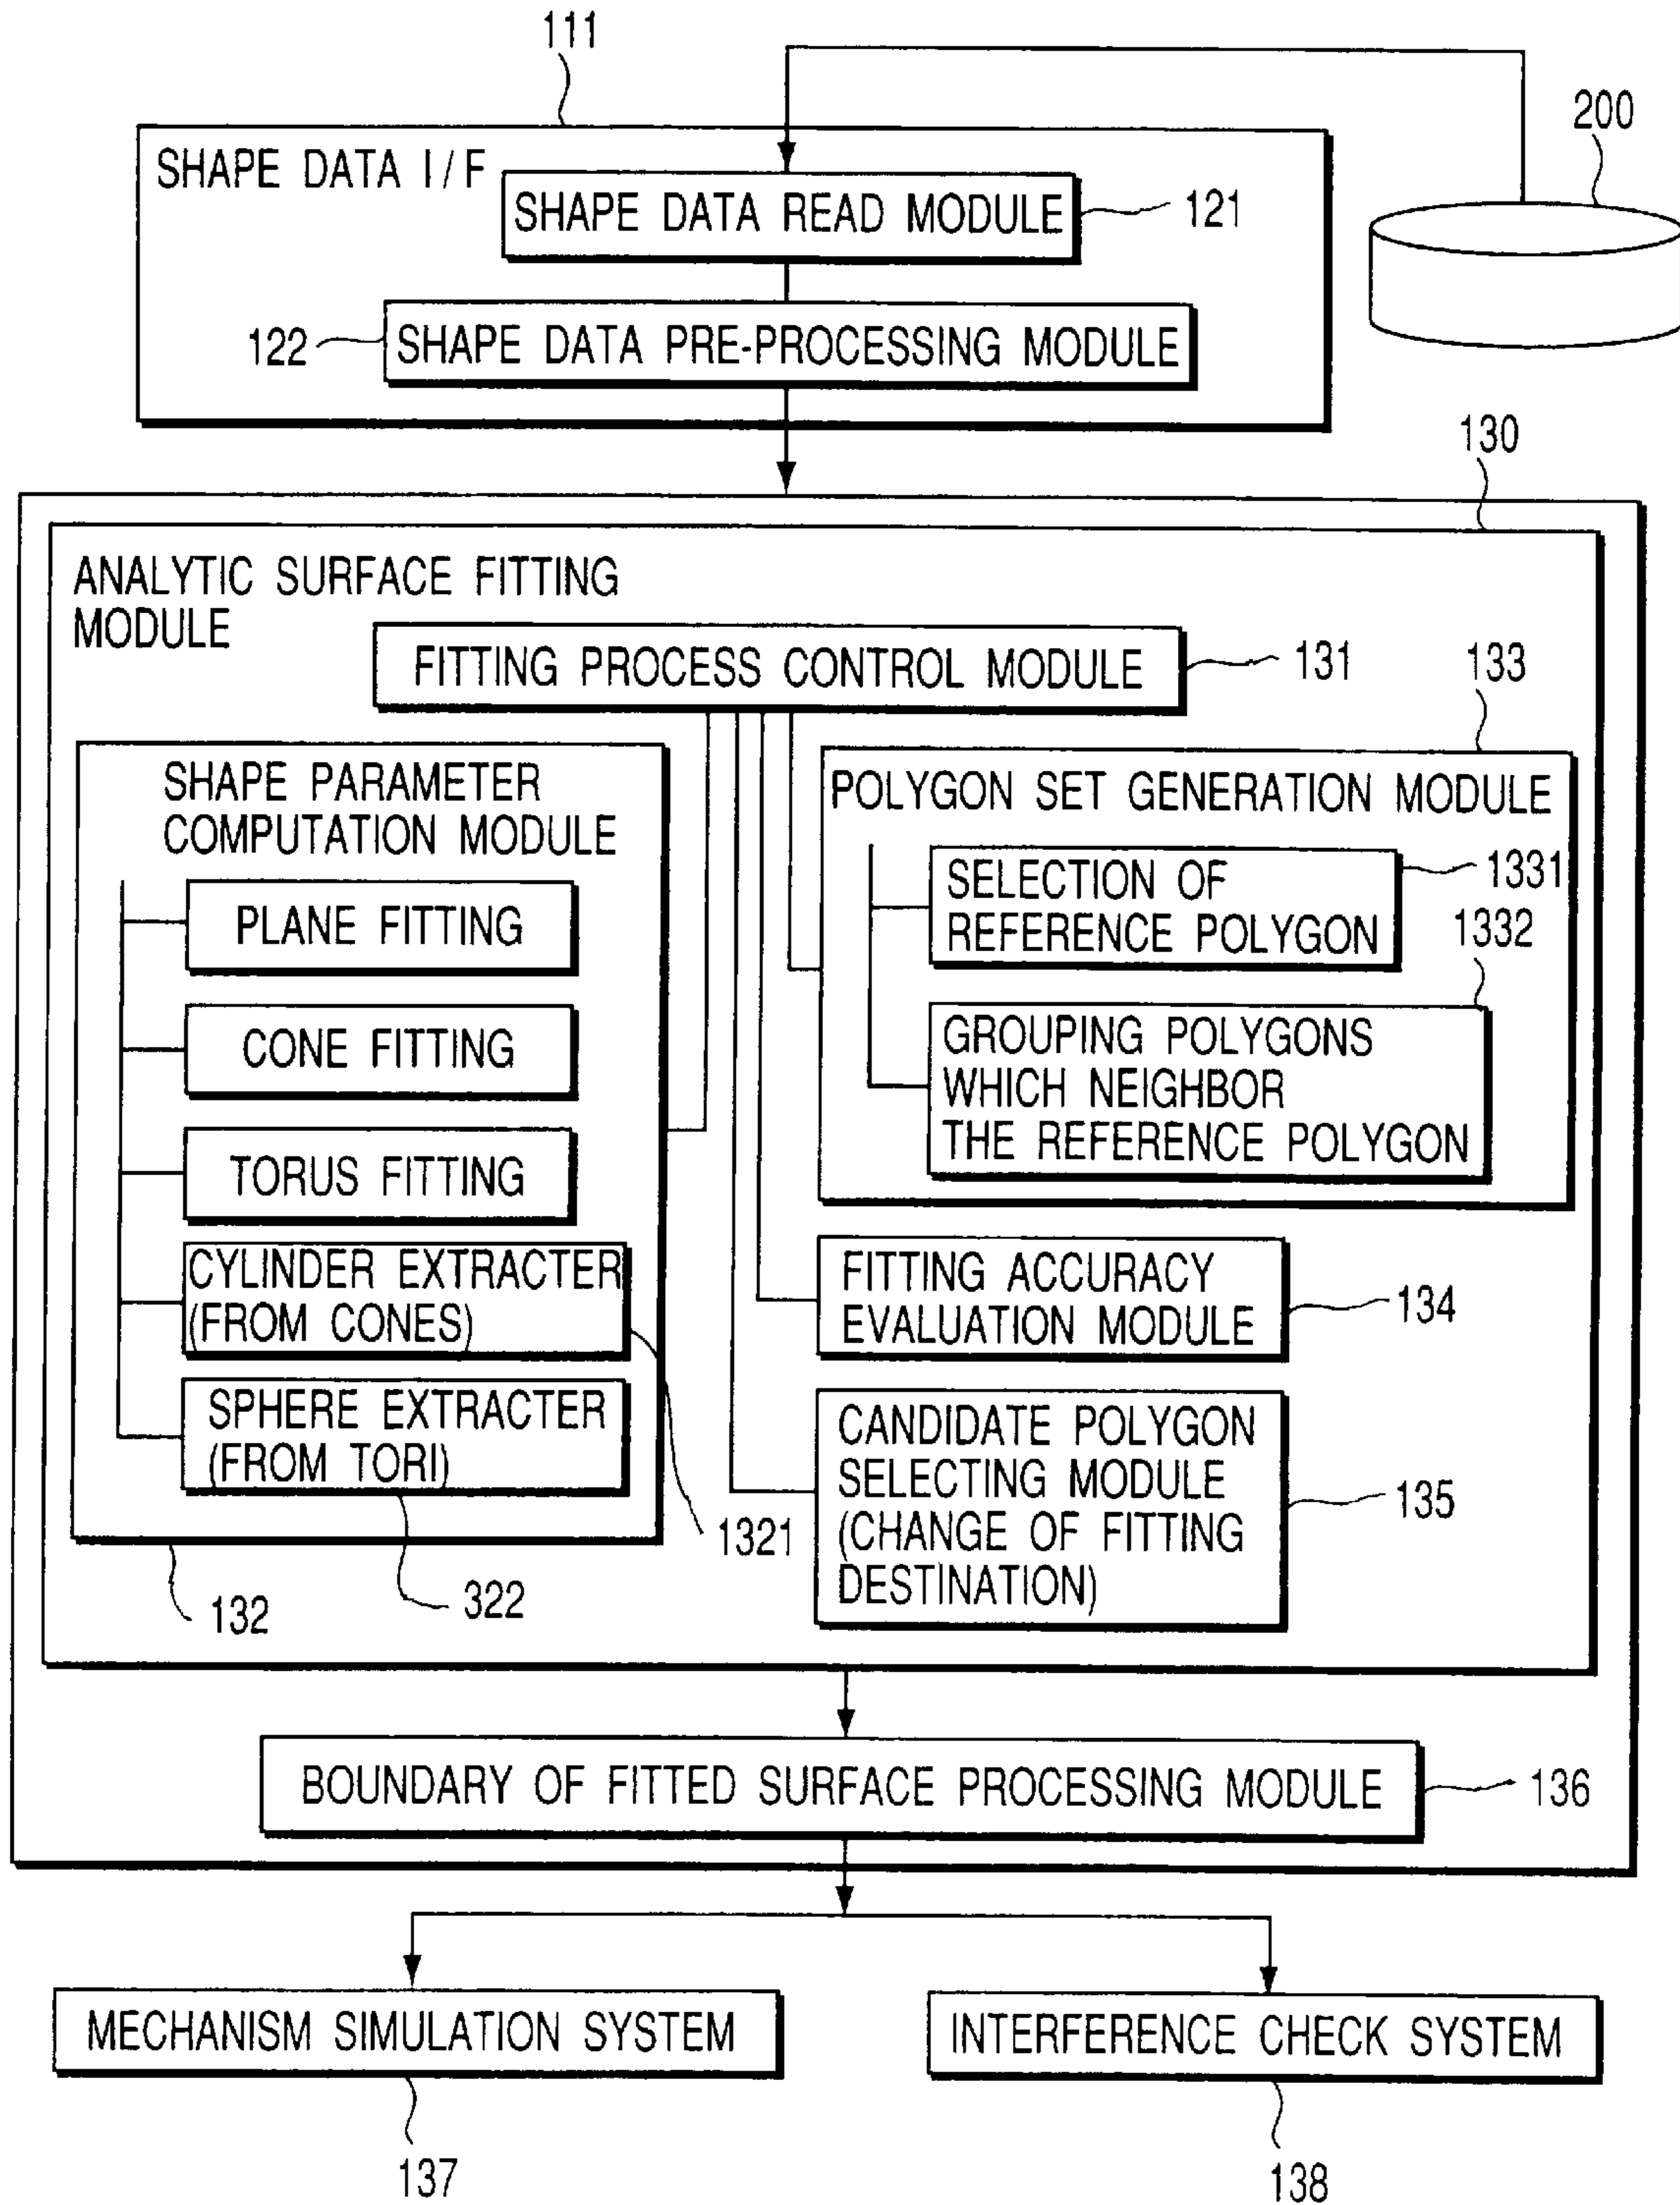 111
200
SHAPE DATA I/F
SHAPE DATA READ MODULE
121
122
SHAPE DATA PRE-PROCESSING MODULE
130
ANALYTIC SURFACE FITTING
MODULE
FITTING PROCESS CONTROL MODULE
131
133
SHAPE PARAMETER
COMPUTATION MODULE
PLANE FITTING
CONE FITTING
TORUS FITTING
CYLINDER EXTRACTER
(FROM CONES)
SPHERE EXTRACTER
(FROM TORI)
132
322
1321
POLYGON SET GENERATION MODULE
SELECTION OF
REFERENCE POLYGON
1331
1332
GROUPING POLYGONS
WHICH NEIGHBOR
THE REFERENCE POLYGON
FITTING ACCURACY
EVALUATION MODULE
134
CANDIDATE POLYGON
SELECTING MODULE
(CHANGE OF FITTING
DESTINATION)
135
BOUNDARY OF FITTED SURFACE PROCESSING MODULE
136
MECHANISM SIMULATION SYSTEM
INTERFERENCE CHECK SYSTEM
137
138